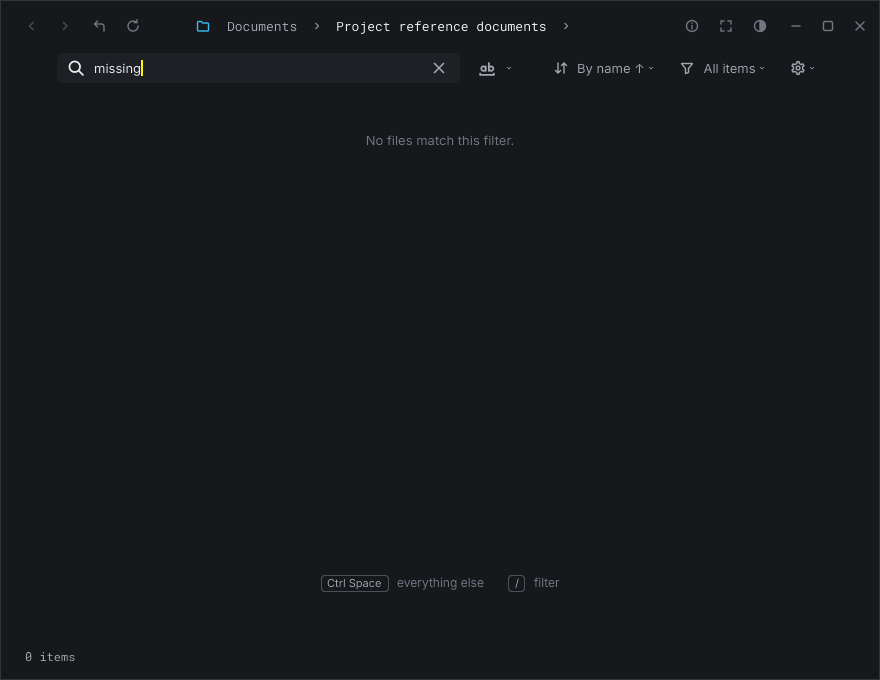 Documents › Project reference documents ›
missing
ab
By name ↑
All items
No files match this filter.
Ctrl Space everything else / filter
0 items